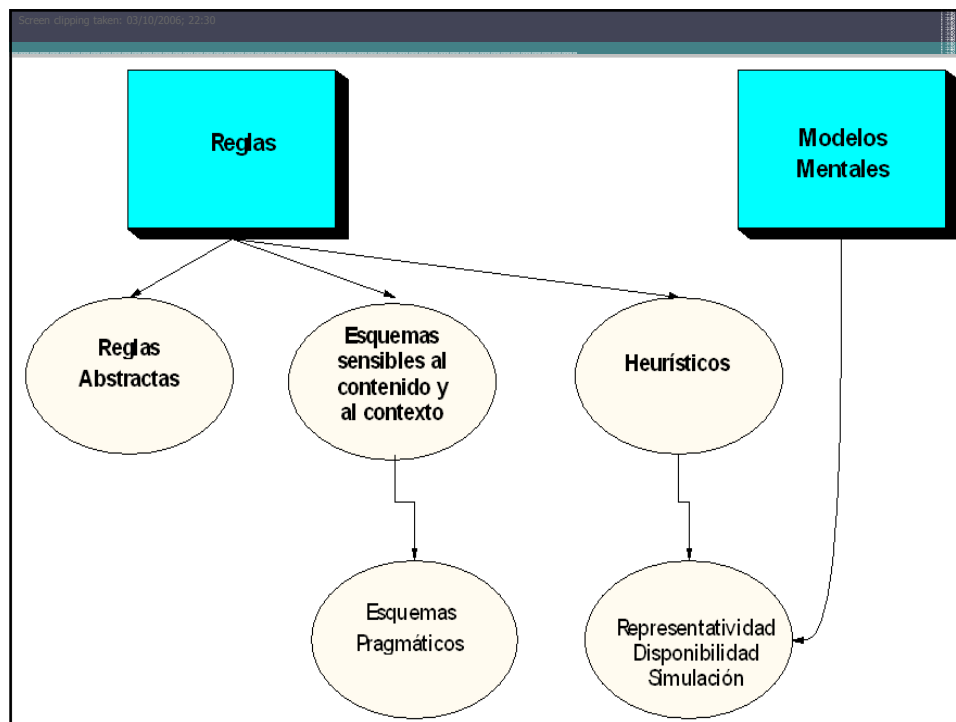 Screen clipping taken: 03/10/2006; 22:30
Reglas
Modelos
Mentales
Reglas
Abstractas
Esquemas
sensibles al
contenido y
al contexto
Heurísticos
Esquemas
Pragmáticos
Representatividad
Disponibilidad
Simulación